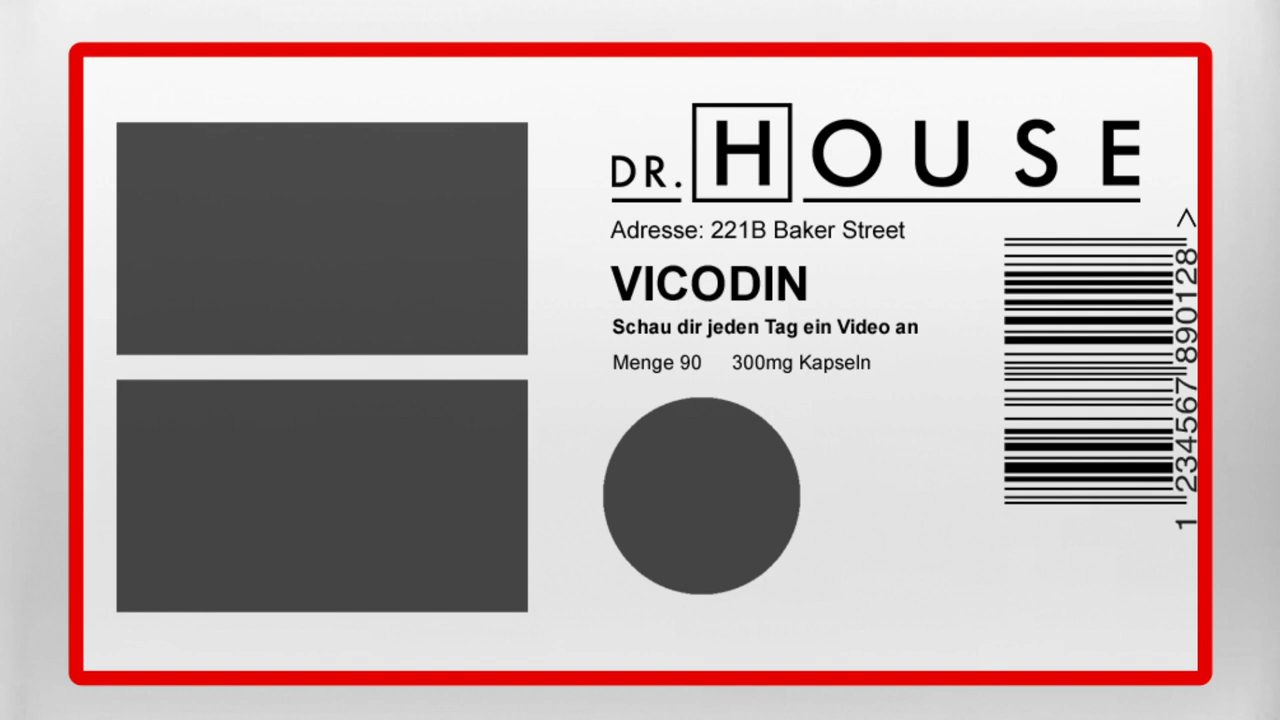 DR. HOUSE
Adresse: 221B Baker Street
VICODIN
Schau dir jeden Tag ein Video an
Menge 90 300mg Kapseln
1 234567 890128 >